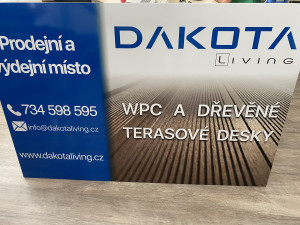 Prodejní a
výdejní místo
734 598 595
info@dakotaliving.cz
www.dakotaliving.cz
DAKOTA
LIVING
WPC A DŘEVĚNÉ
TERASOVÉ DESKY